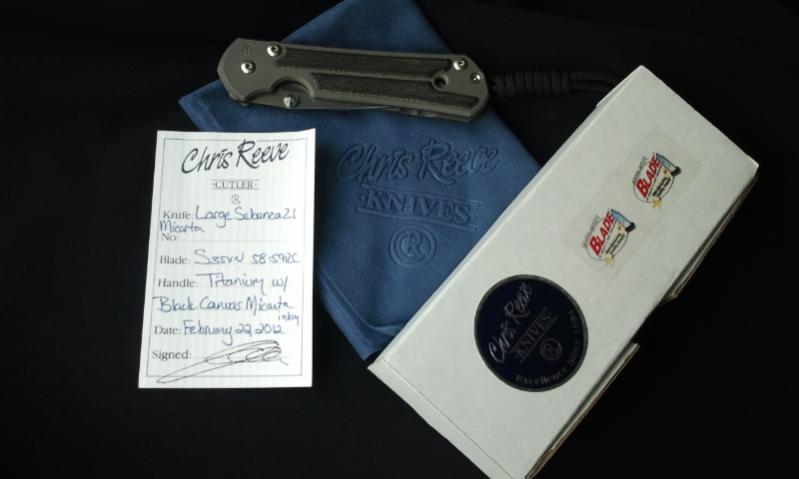 Chris Reeve
·CUTLER·
R
Knife: Large Sebenza 21
Micarta
No:
Blade: S35VN 58-59RC
Handle: Titanium w/
Black Canvas Micarta
inlay
Date: February 22 2012
Signed:
Chris Reeve
·KNIVES·
R
BLADE
BLADE
Chris Reeve
KNIVES
R
Excellence Since 1984